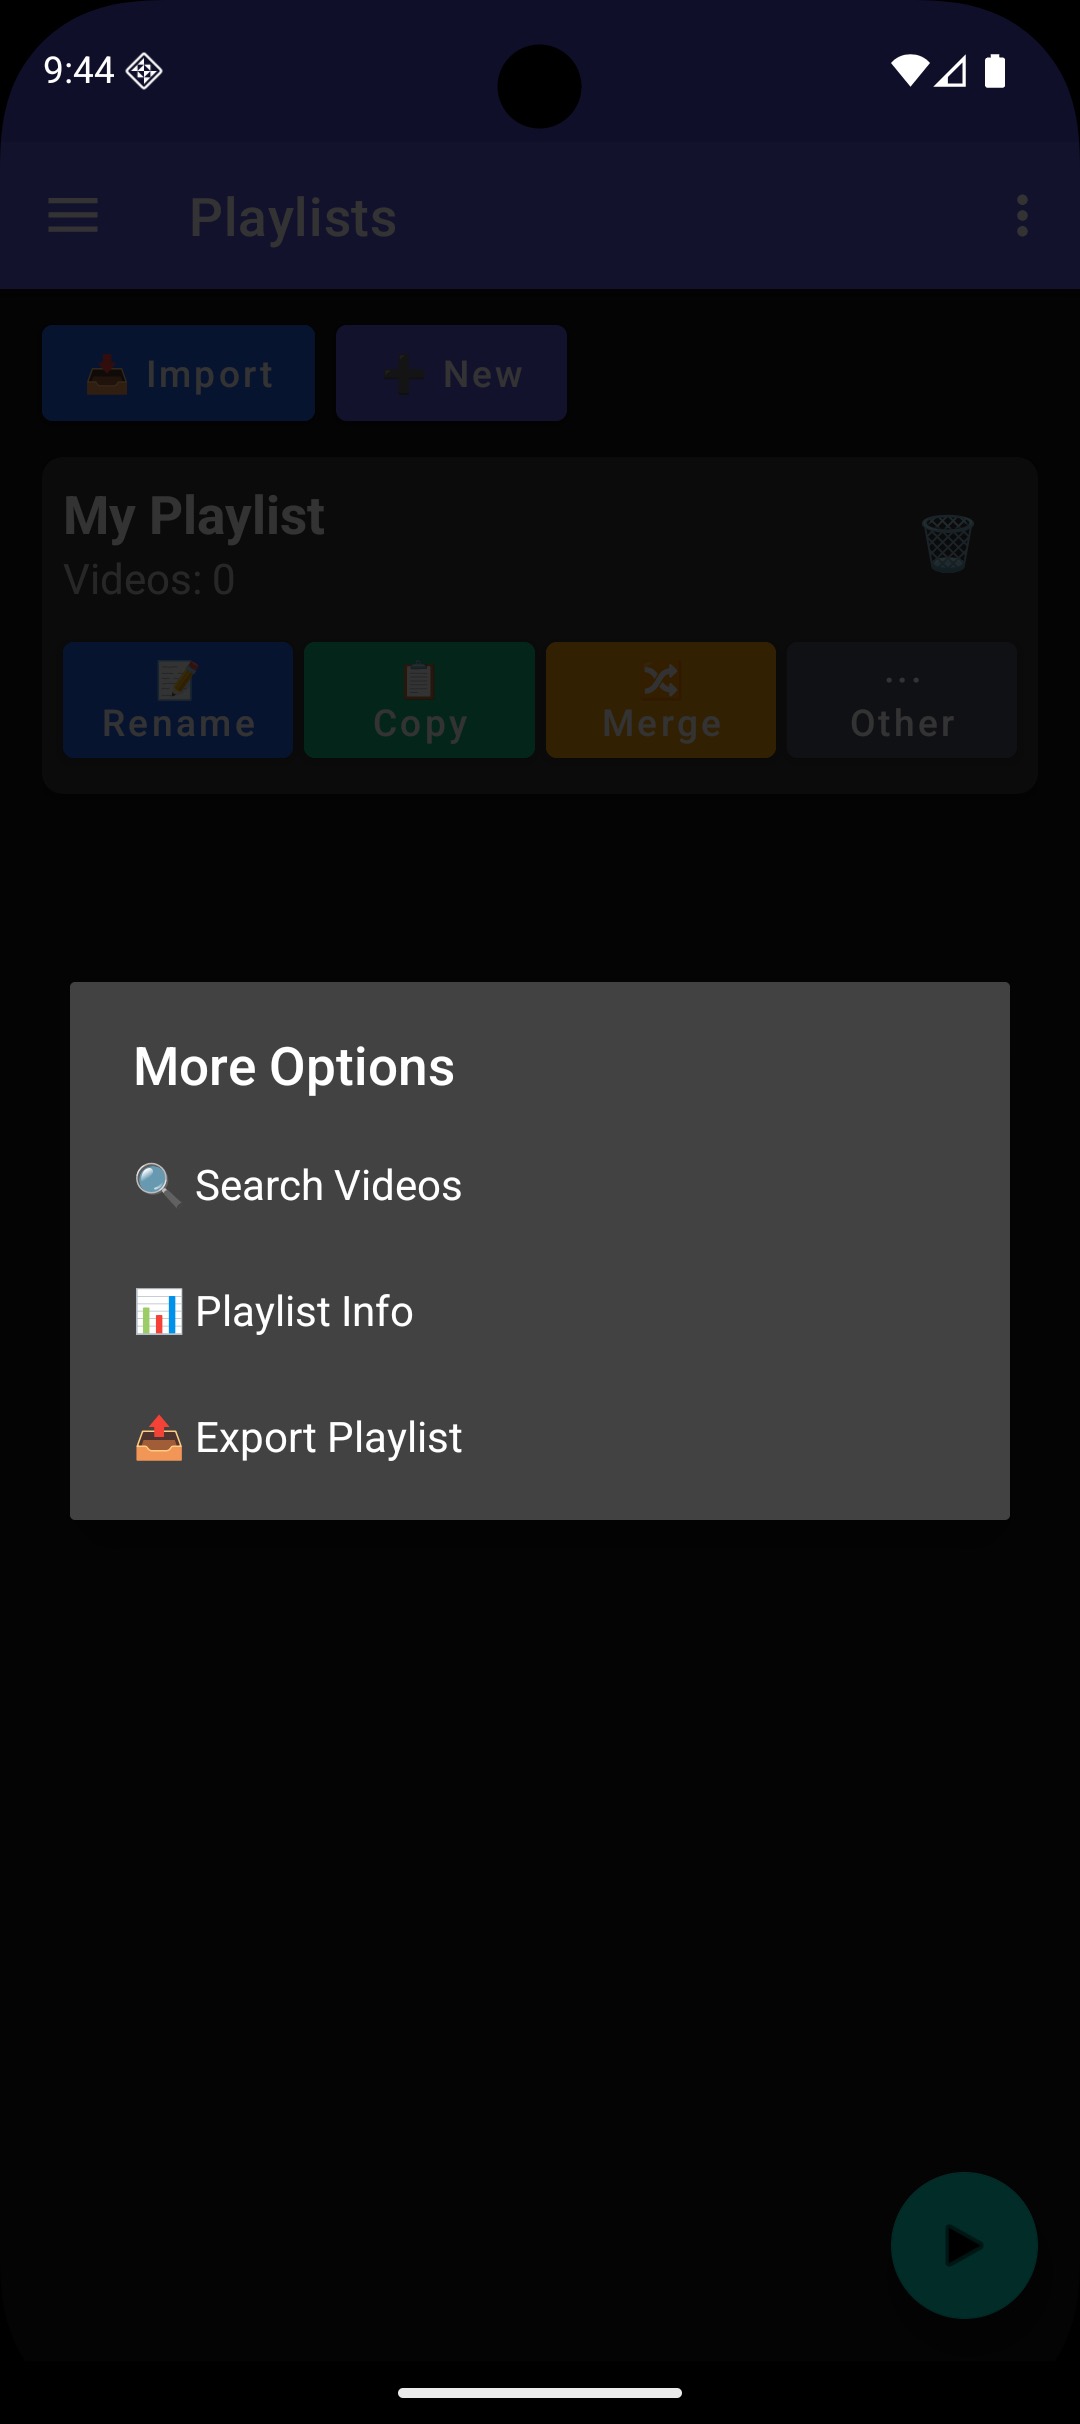 9:44
Playlists
Import
New
My Playlist
Videos: 0
Rename
Copy
Merge
Other
More Options
Search Videos
Playlist Info
Export Playlist